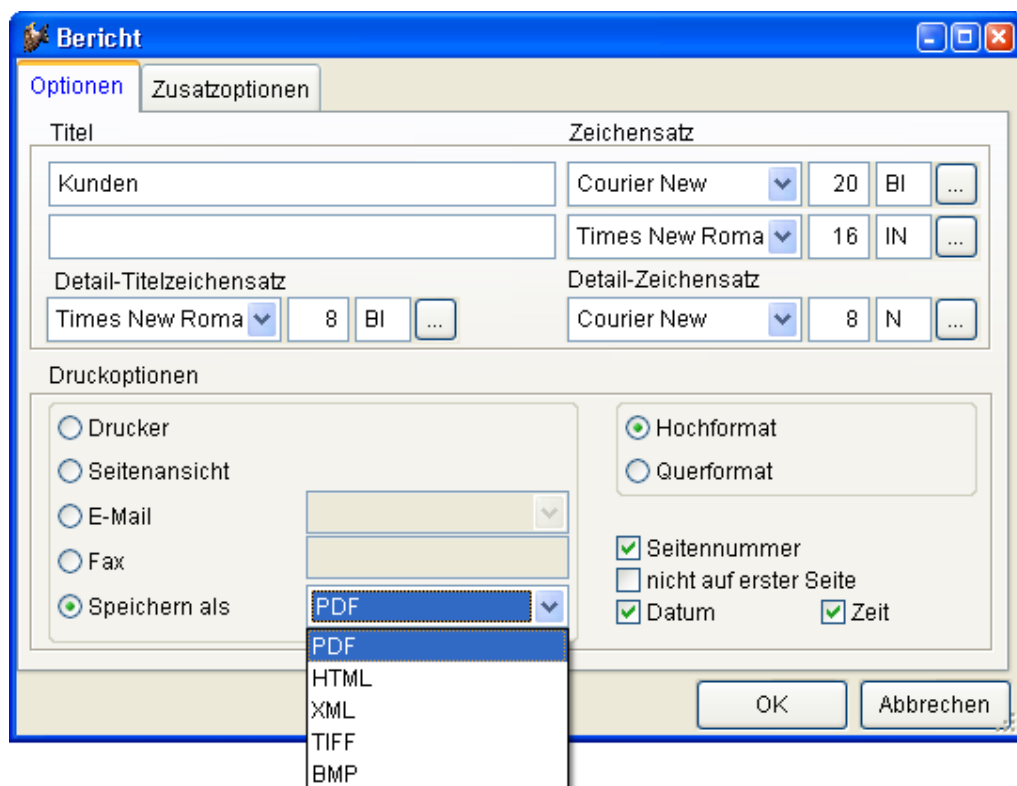 Bericht
Optionen Zusatzoptionen
Titel Zeichensatz
Kunden Courier New 20 BI ...
Times New Roma 16 IN ...
Detail-Titelzeichensatz Detail-Zeichensatz
Times New Roma 8 BI ... Courier New 8 N ...
Druckoptionen
Drucker Hochformat
Seitenansicht Querformat
E-Mail
Seitennummer
Fax
nicht auf erster Seite
Speichern als PDF Datum Zeit
PDF
HTML
XML
OK Abbrechen
TIFF
BMP